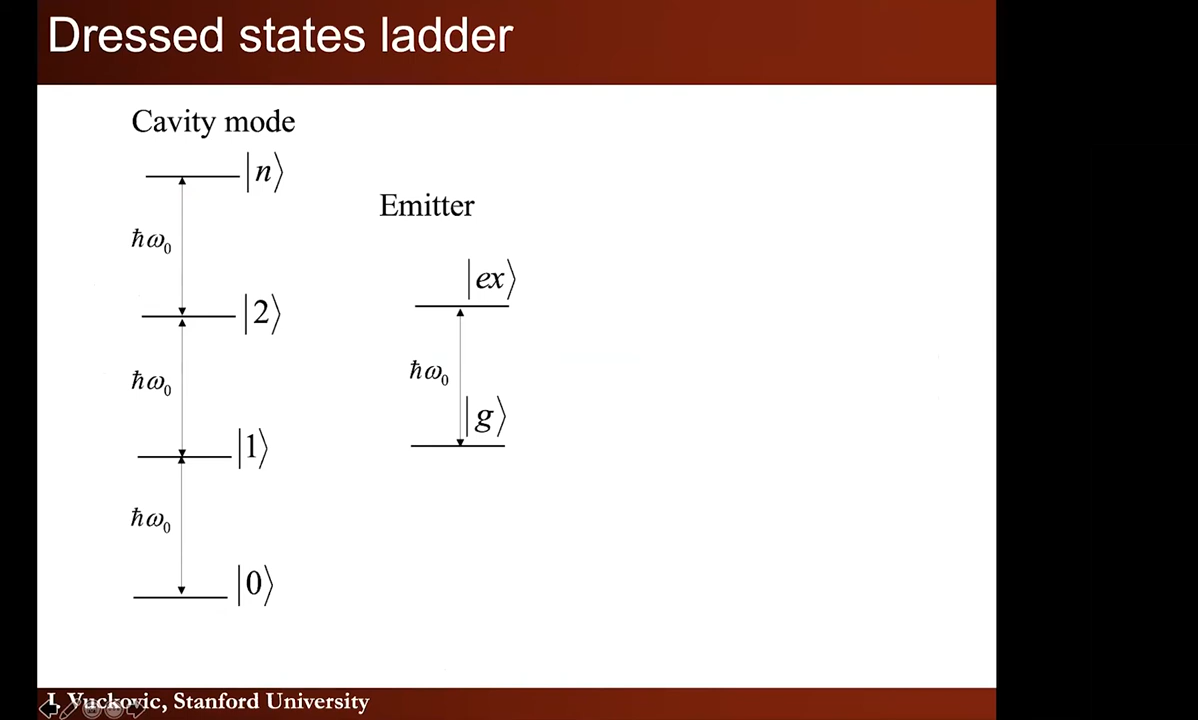 Dressed states ladder
Cavity mode
|n⟩
ħω₀
|2⟩
ħω₀
|1⟩
ħω₀
|0⟩
Emitter
|ex⟩
ħω₀
|g⟩
J. Vuckovic, Stanford University